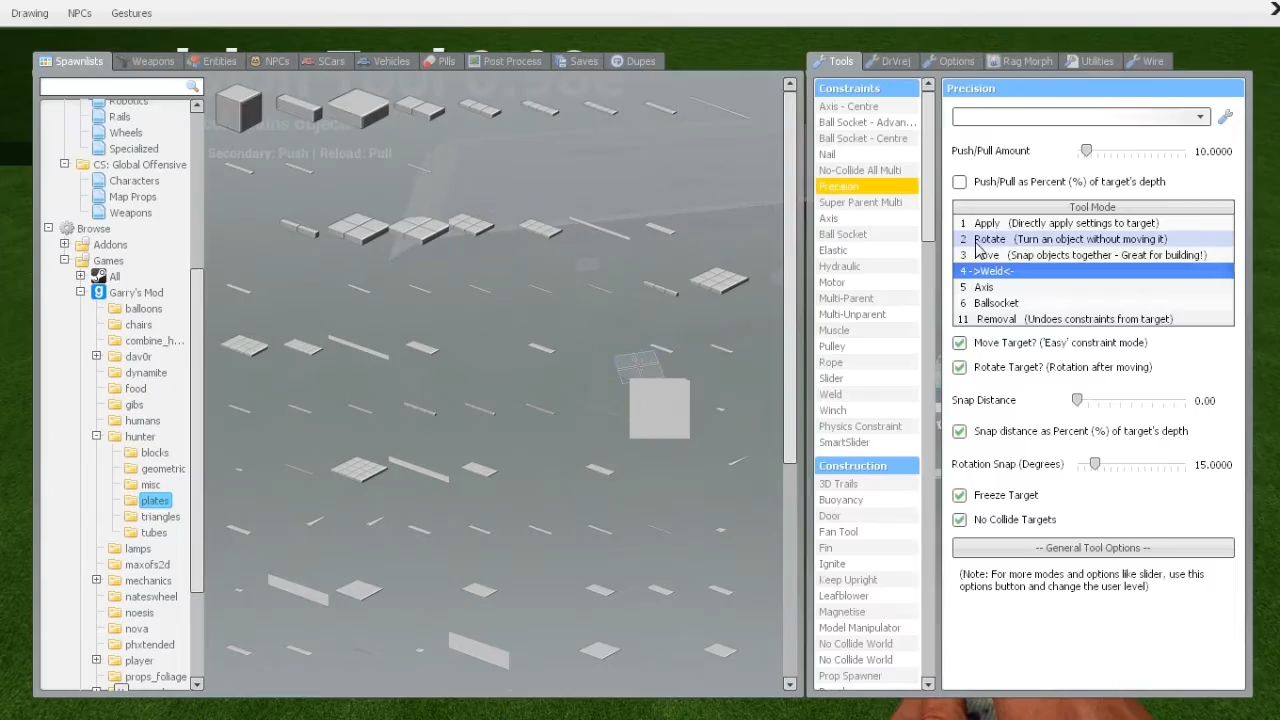 Drawing NPCs Gestures
Spawnlists Weapons Entities NPCs SCars Vehicles Pills Post Process Saves Dupes
Tools DrVrej Options Rag Morph Utilities Wire
Robotics
Rails
Wheels
Specialized
CS: Global Offensive
Characters
Map Props
Weapons
Browse
Addons
Games
All
Garry's Mod
balloons
chairs
combine_h...
dav0r
dynamite
food
gibs
humans
hunter
blocks
geometric
misc
plates
triangles
tubes
lamps
maxofs2d
mechanics
nateswheel
noesis
nova
phxtended
player
props_foliage
Secondary: Push | Reload: Pull
Constraints
Axis - Centre
Ball Socket - Advan...
Ball Socket - Centre
Nail
No-Collide All Multi
Precision
Super Parent Multi
Axis
Ball Socket
Elastic
Hydraulic
Motor
Multi-Parent
Multi-Unparent
Muscle
Pulley
Rope
Slider
Weld
Winch
Physics Constraint
SmartSlider
Construction
3D Trails
Buoyancy
Door
Fan Tool
Fin
Ignite
Keep Upright
Leafblower
Magnetise
Model Manipulator
No Collide World
No Collide World
Prop Spawner
Precision
Push/Pull Amount 10.0000
Push/Pull as Percent (%) of target's depth
Tool Mode
1 Apply (Directly apply settings to target)
2 Rotate (Turn an object without moving it)
3 Move (Snap objects together - Great for building!)
4 ->Weld<-
5 Axis
6 Ballsocket
11 Removal (Undoes constraints from target)
Move Target? ('Easy' constraint mode)
Rotate Target? (Rotation after moving)
Snap Distance 0.00
Snap distance as Percent (%) of target's depth
Rotation Snap (Degrees) 15.0000
Freeze Target
No Collide Targets
-- General Tool Options --
(Note: For more modes and options like slider, use this
options button and change the user level)